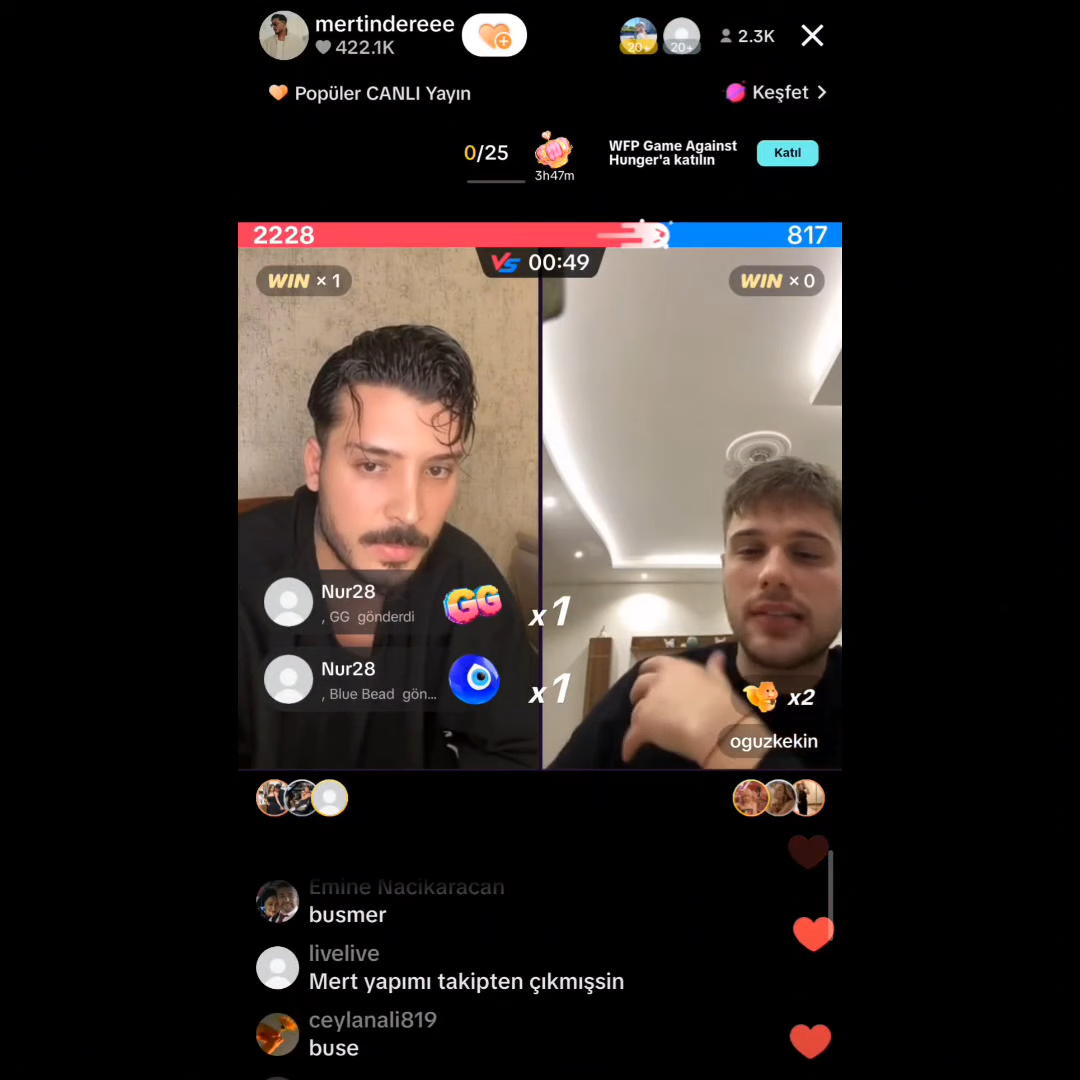 mertindereee
422.1K
20+
20+
2.3K
Popüler CANLI Yayın
Keşfet
0/25
3h47m
WFP Game Against
Hunger'a katılın
Katıl
2228
817
VS 00:49
WIN × 1
WIN × 0
Nur28
, GG gönderdi
GG
x1
Nur28
, Blue Bead gön...
x1
x2
oguzkekin
Emine Nacikaracan
busmer
livelive
Mert yapımı takipten çıkmışsin
ceylanali819
buse